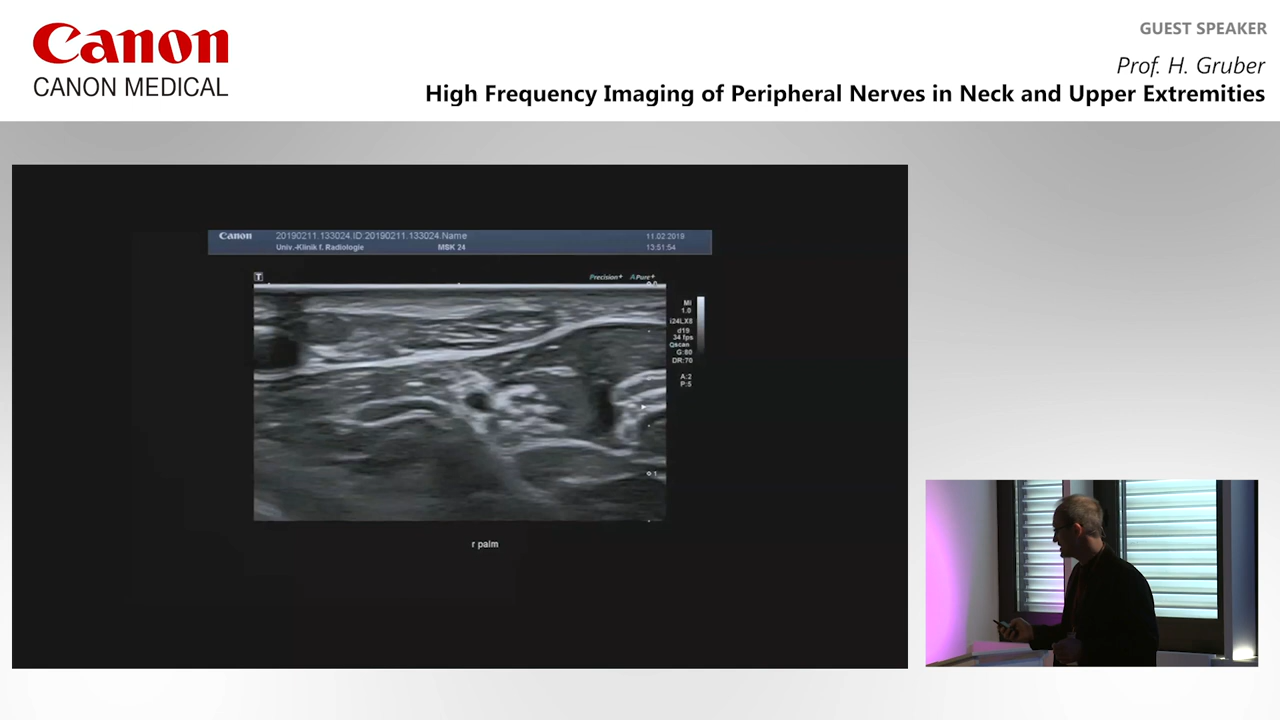 Canon
CANON MEDICAL
GUEST SPEAKER
Prof. H. Gruber
High Frequency Imaging of Peripheral Nerves in Neck and Upper Extremities
Canon 20190211.133024.ID:20190211.133024.Name 11.02.2019
Univ.-Klinik f. Radiologie MSK 24 13:51:54
T Precision+ APure+
0
MI
1.0
i24LX8
d19
34 fps
Qscan
G:80
DR:70
A:2
P:5
1
r palm